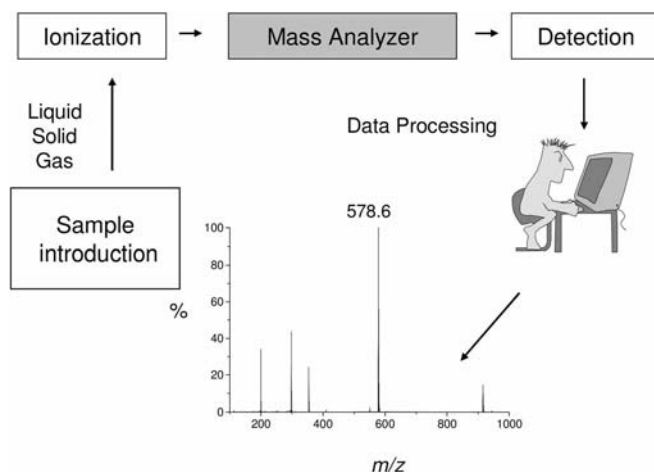 Ionization
Mass Analyzer
Detection
Liquid
Solid
Gas
Data Processing
Sample
introduction
578.6
100
80
60
%
40
20
0
200
400
600
800
1000
m/z